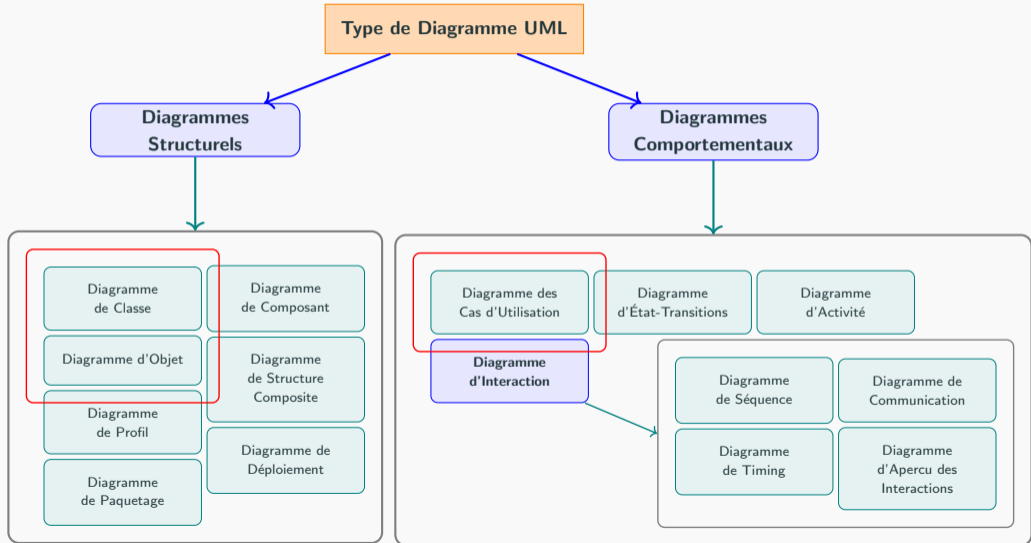 Type de Diagramme UML
Diagrammes
Structurels
Diagrammes
Comportementaux
Diagramme
de Classe
Diagramme
de Composant
Diagramme d'Objet
Diagramme
de Structure
Composite
Diagramme
de Profil
Diagramme de
Déploiement
Diagramme
de Paquetage
Diagramme des
Cas d'Utilisation
Diagramme
d'État-Transitions
Diagramme
d'Activité
Diagramme
d'Interaction
Diagramme
de Séquence
Diagramme de
Communication
Diagramme
de Timing
Diagramme
d'Apercu des
Interactions